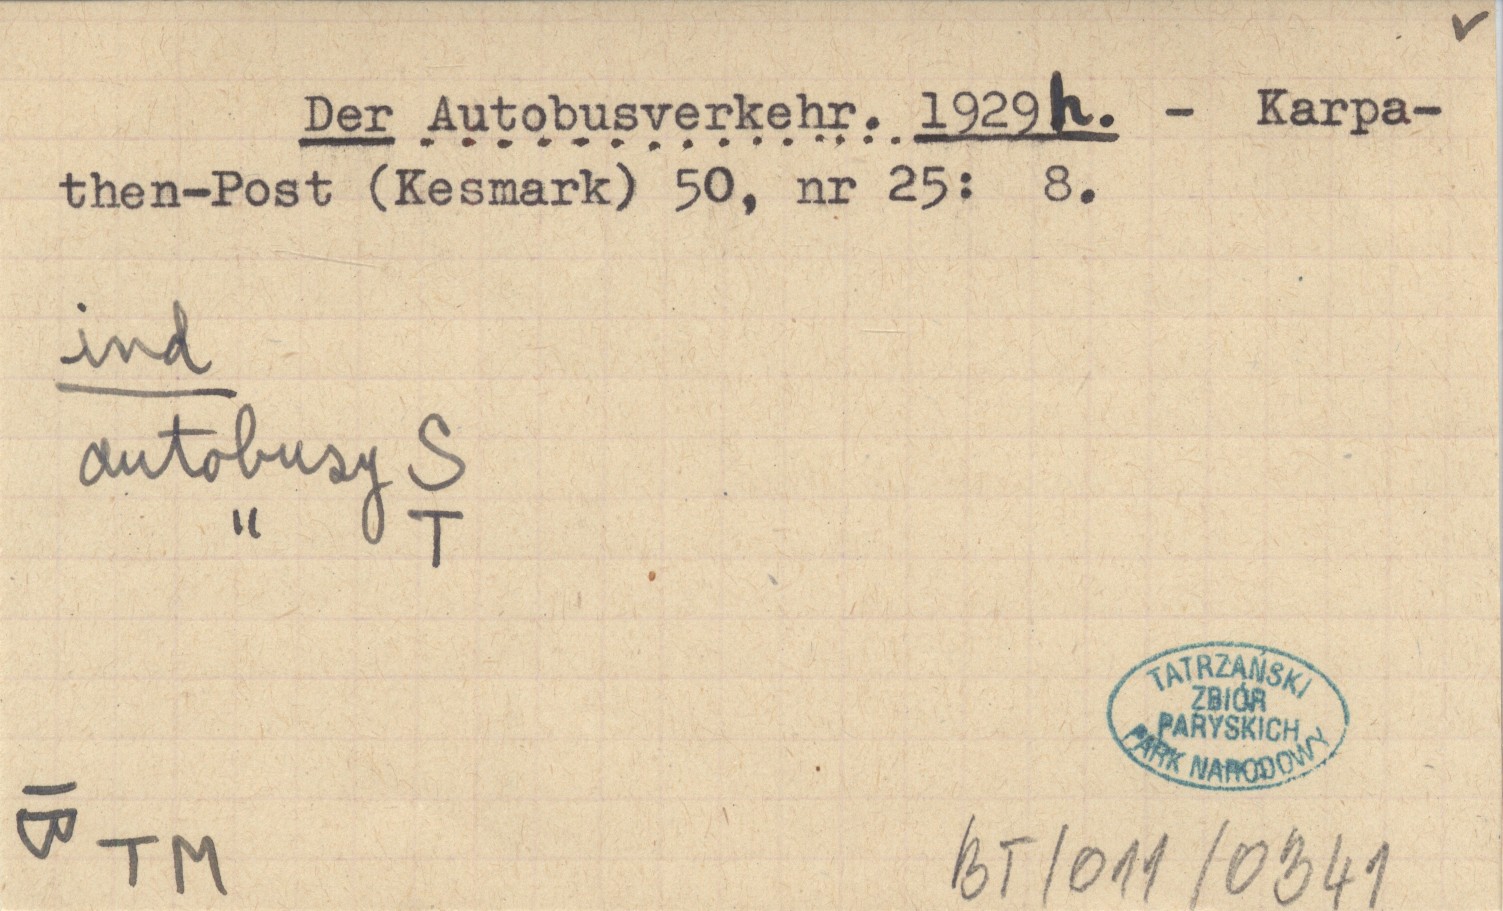 ✓
Der Autobusverkehr. 1929h. - Karpa-
then-Post (Kesmark) 50, nr 25: 8.
ind
autobusy S
" T
TATRZAŃSKI
ZBIÓR
PARYSKICH
PARK NARODOWY
IB
TM
BT/011/0341